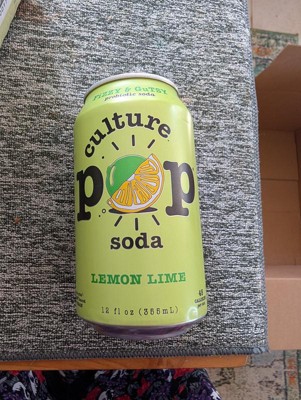 FIZZY & GuTSY
probiotic soda
culture
pop
soda
LEMON LIME
12 fl oz (355mL)